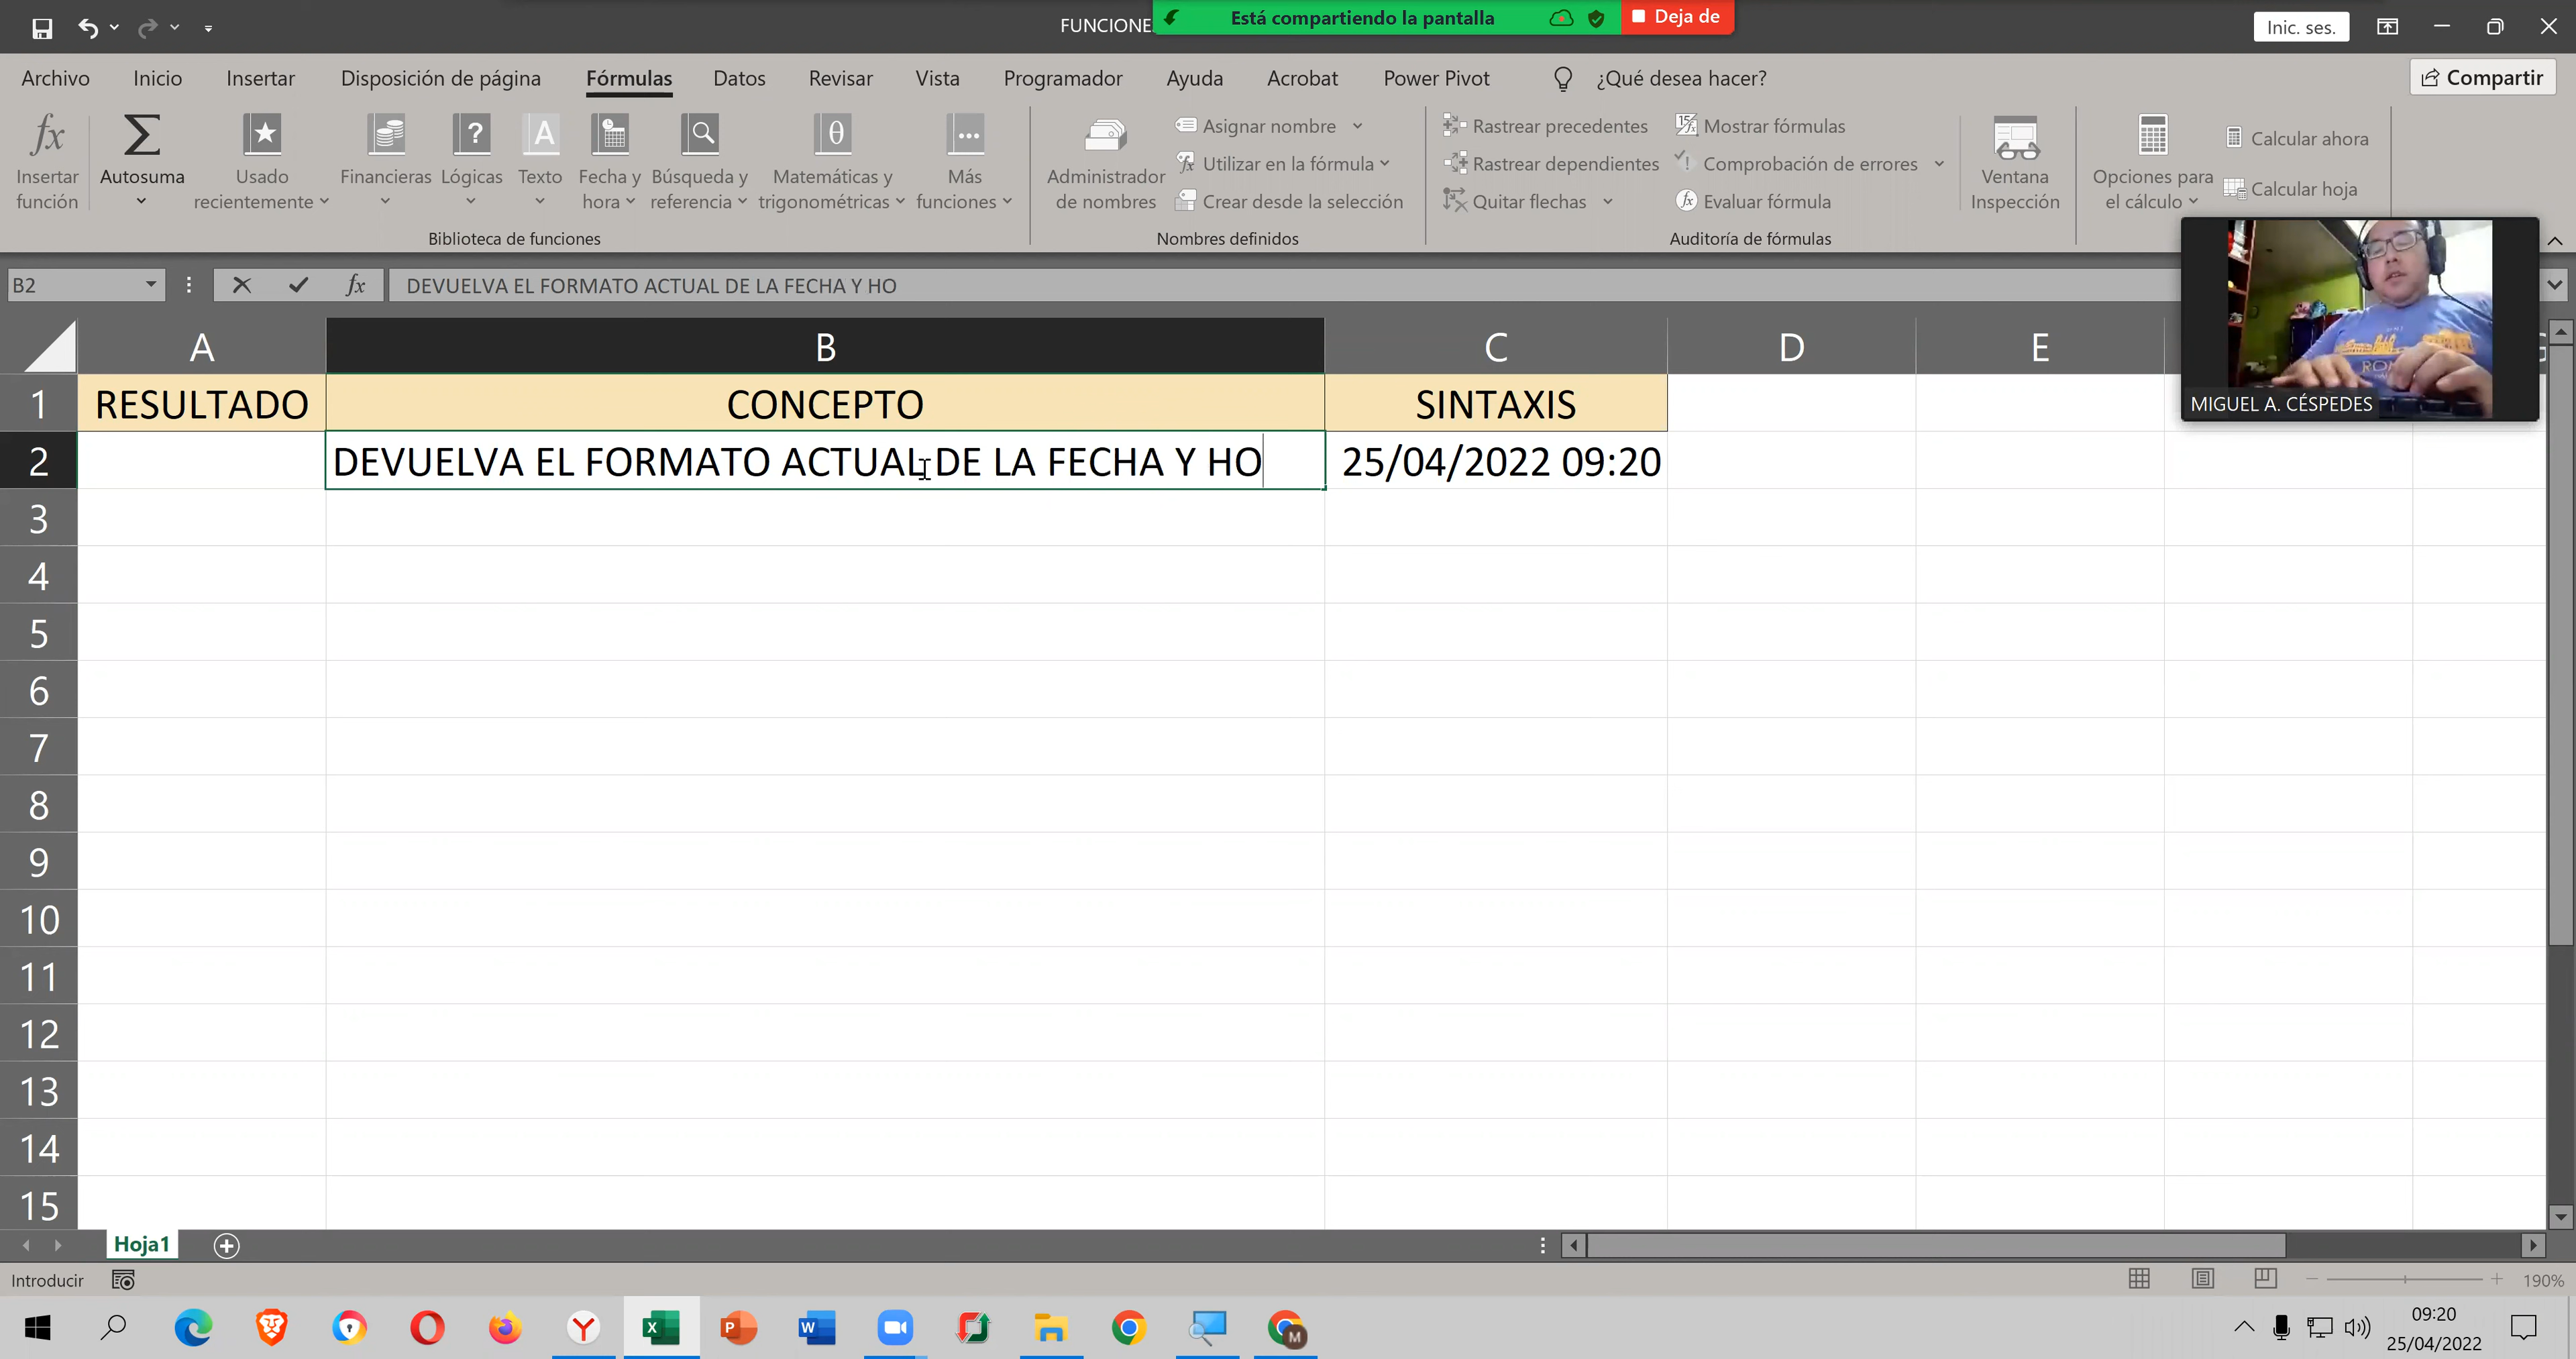 FUNCIONE
Está compartiendo la pantalla
Deja de
Inic. ses.
Archivo Inicio Insertar Disposición de página Fórmulas Datos Revisar Vista Programador Ayuda Acrobat Power Pivot ¿Qué desea hacer? Compartir
Insertar función
Autosuma
Usado recientemente
Financieras
Lógicas
Texto
Fecha y hora
Búsqueda y referencia
Matemáticas y trigonométricas
Más funciones
Biblioteca de funciones
Administrador de nombres
Asignar nombre
Utilizar en la fórmula
Crear desde la selección
Nombres definidos
Rastrear precedentes
Rastrear dependientes
Quitar flechas
Mostrar fórmulas
Comprobación de errores
Evaluar fórmula
Auditoría de fórmulas
Ventana Inspección
Opciones para el cálculo
Calcular ahora
Calcular hoja
B2 fx DEVUELVA EL FORMATO ACTUAL DE LA FECHA Y HO
MIGUEL A. CÉSPEDES
A B C D E
1 RESULTADO CONCEPTO SINTAXIS
2 DEVUELVA EL FORMATO ACTUAL DE LA FECHA Y HO 25/04/2022 09:20
3
4
5
6
7
8
9
10
11
12
13
14
15
Hoja1
Introducir
190%
09:20
25/04/2022